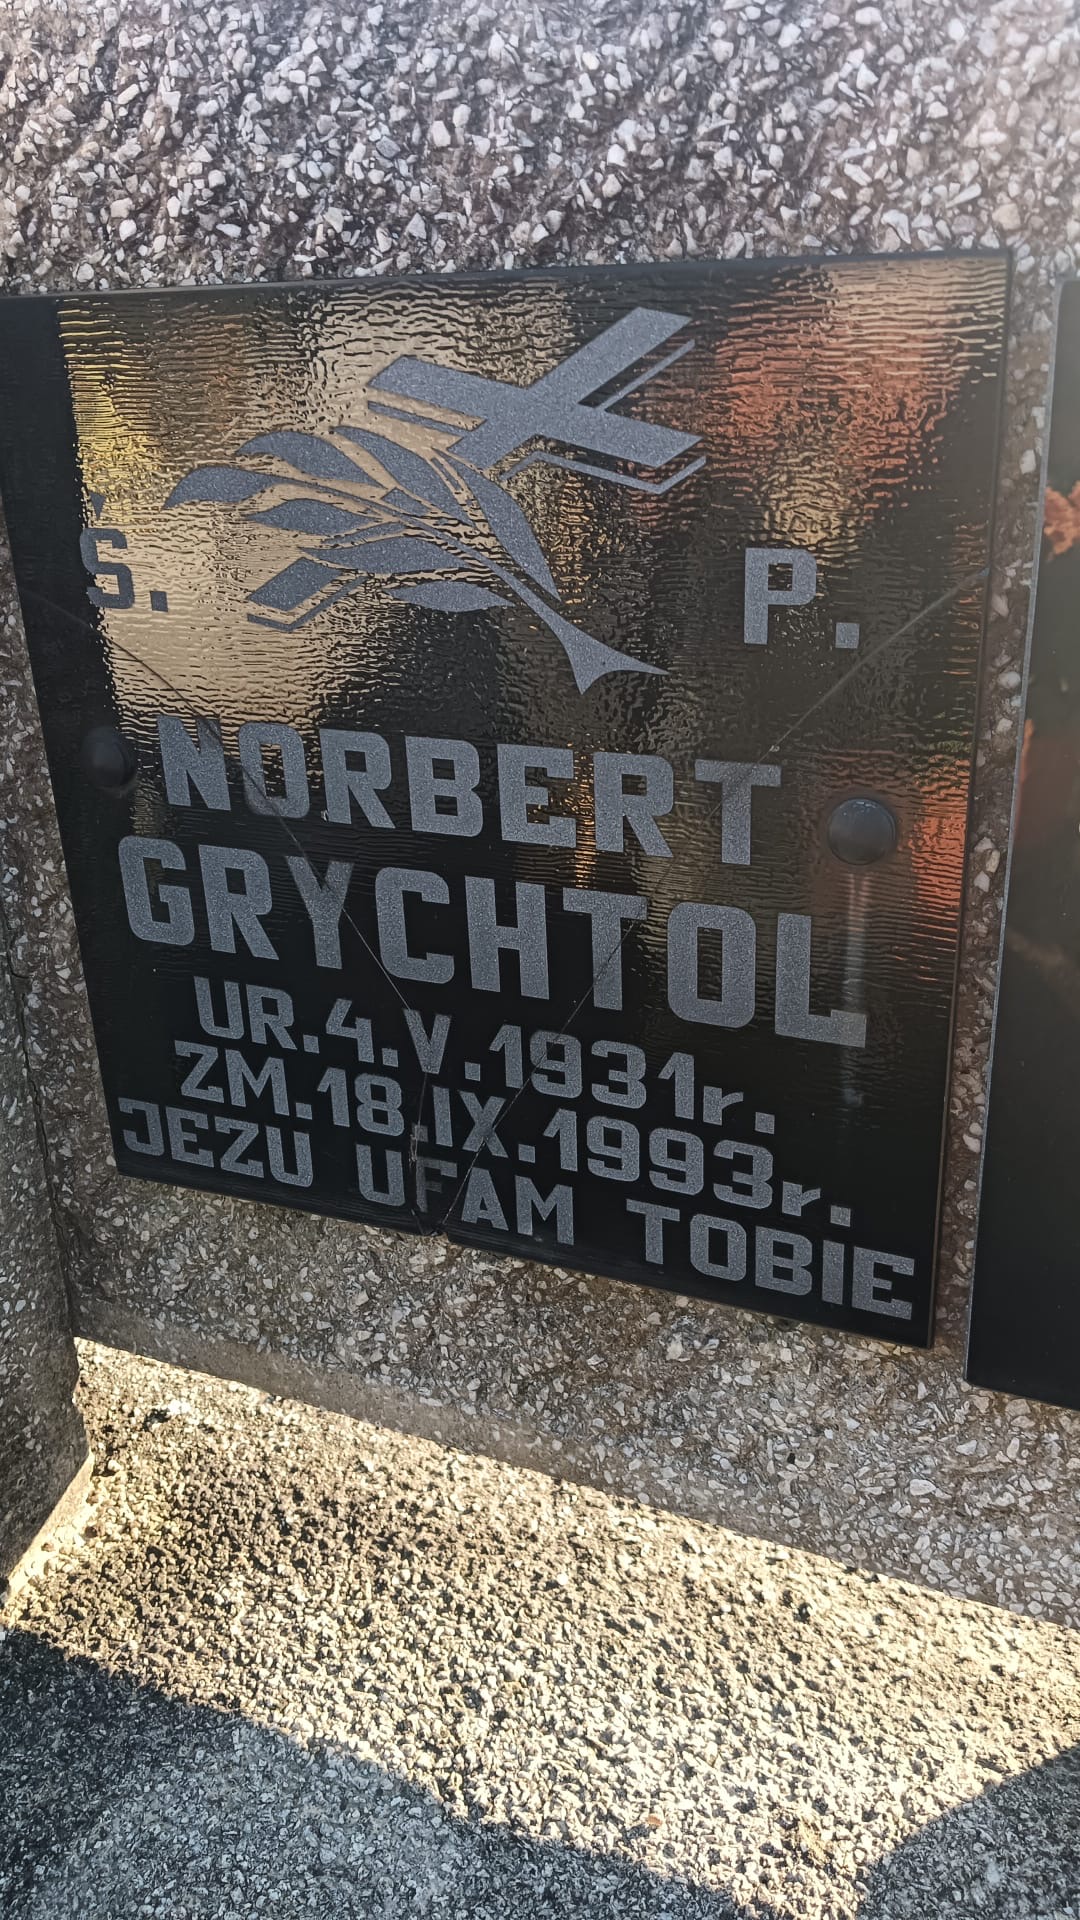 Ś. P.
NORBERT
GRYCHTOL
UR.4.V.1931r.
ZM.18.IX.1993r.
JEZU UFAM TOBIE